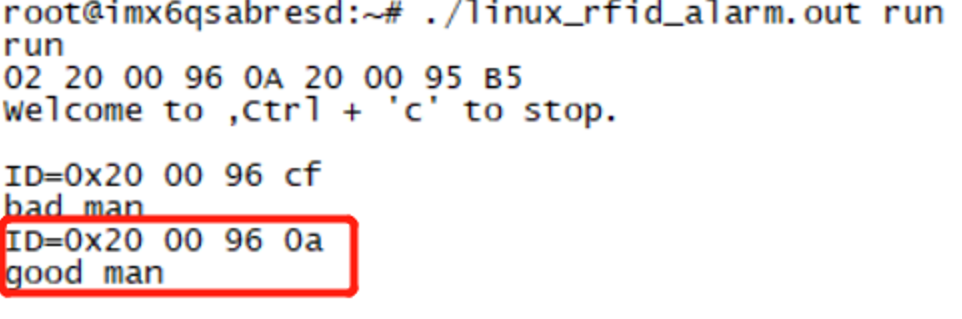 root@imx6qsabresd:~# ./linux_rfid_alarm.out run
run
02 20 00 96 0A 20 00 95 B5
Welcome to ,Ctrl + 'c' to stop.
ID=0x20 00 96 cf
bad man
ID=0x20 00 96 0a
good man